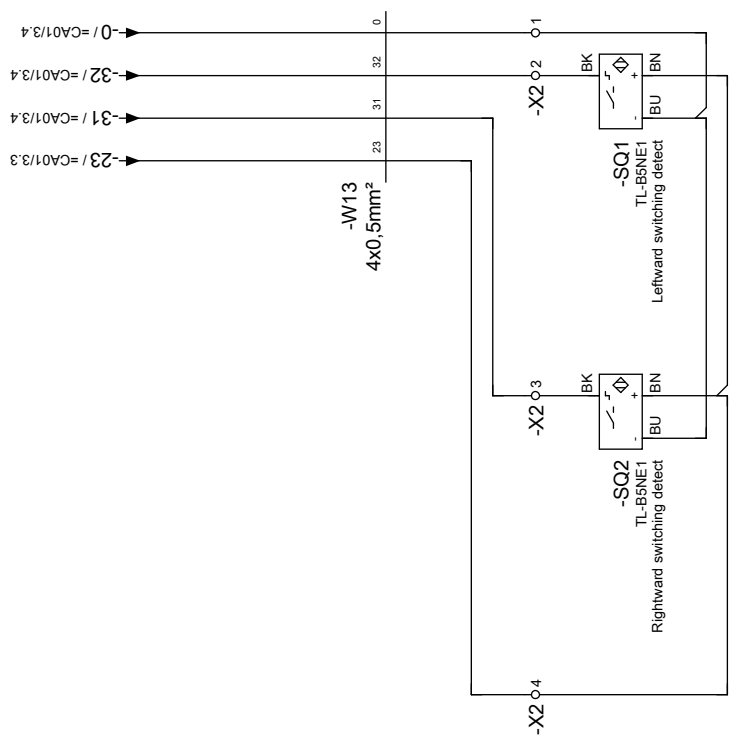 -0 / =CA01/3.4
-32 / =CA01/3.4
-31 / =CA01/3.4
-23 / =CA01/3.3
0
32
31
23
-W13
4x0,5mm²
1
2
-X2
BK
+
BN
-
BU
-SQ1
TL-B5NE1
Leftward switching detect
3
-X2
BK
+
BN
-
BU
-SQ2
TL-B5NE1
Rightward switching detect
4
-X2